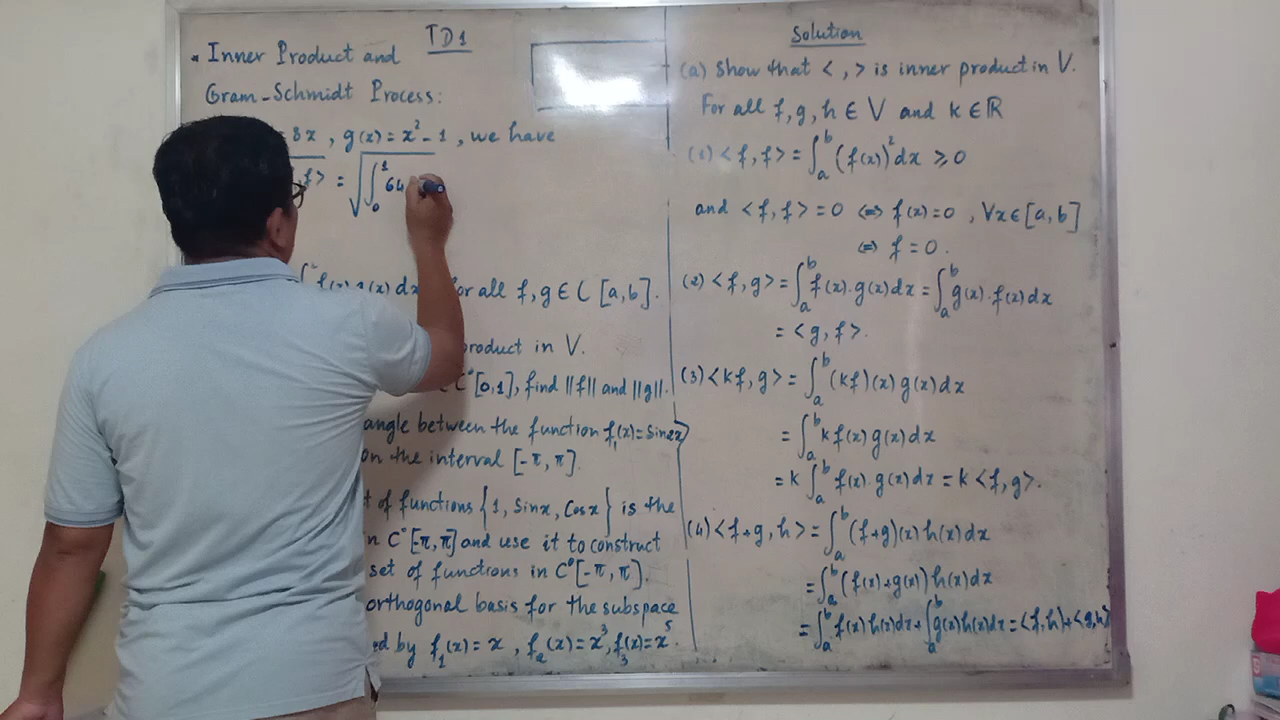 TD1
* Inner Product and
Gram-Schmidt Process:
= 8x , g(x) = x² - 1 , we have
, f> = √∫₀¹ 64
f(x) g(x) dx for all f, g ∈ C [a, b].
product in V.
C°[0,1], find ||f|| and ||g||.
angle between the function f₁(x) = Sin2x
on the interval [-π, π].
of functions {1, Sinx, Cosx} is the
C°[π, π] and use it to construct
set of functions in C°[-π, π].
orthogonal basis for the subspace
ed by f₁(x) = x , f₂(x) = x³, f₃(x) = x⁵.
Solution
(a) Show that < , > is inner product in V.
For all f, g, h ∈ V and k ∈ ℝ
(1) <f, f> = ∫ₐᵇ (f(x))² dx ≥ 0
and <f, f> = 0 ⇔ f(x) = 0 , ∀x ∈ [a, b]
⇔ f = 0.
(2) <f, g> = ∫ₐᵇ f(x).g(x)dx = ∫ₐᵇ g(x).f(x)dx
= <g, f>.
(3) <kf, g> = ∫ₐᵇ (kf)(x) g(x) dx
= ∫ₐᵇ k f(x) g(x) dx
= k ∫ₐᵇ f(x).g(x) dx = k <f, g>.
(4) <f+g, h> = ∫ₐᵇ (f+g)(x) h(x) dx
= ∫ₐᵇ (f(x)+g(x)) h(x) dx
= ∫ₐᵇ f(x)h(x)dx + ∫ₐᵇ g(x)h(x)dx = <f, h> + <g, h>